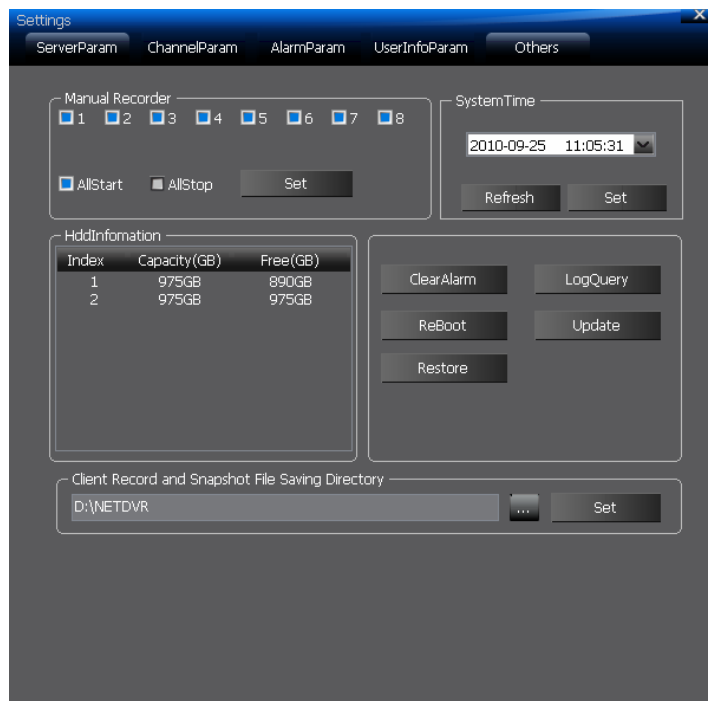 Settings
ServerParam ChannelParam AlarmParam UserInfoParam Others
Manual Recorder
1 2 3 4 5 6 7 8
AllStart AllStop Set
SystemTime
2010-09-25 11:05:31
Refresh Set
HddInfomation
Index Capacity(GB) Free(GB)
1 975GB 890GB
2 975GB 975GB
ClearAlarm LogQuery
ReBoot Update
Restore
Client Record and Snapshot File Saving Directory
D:\NETDVR ... Set